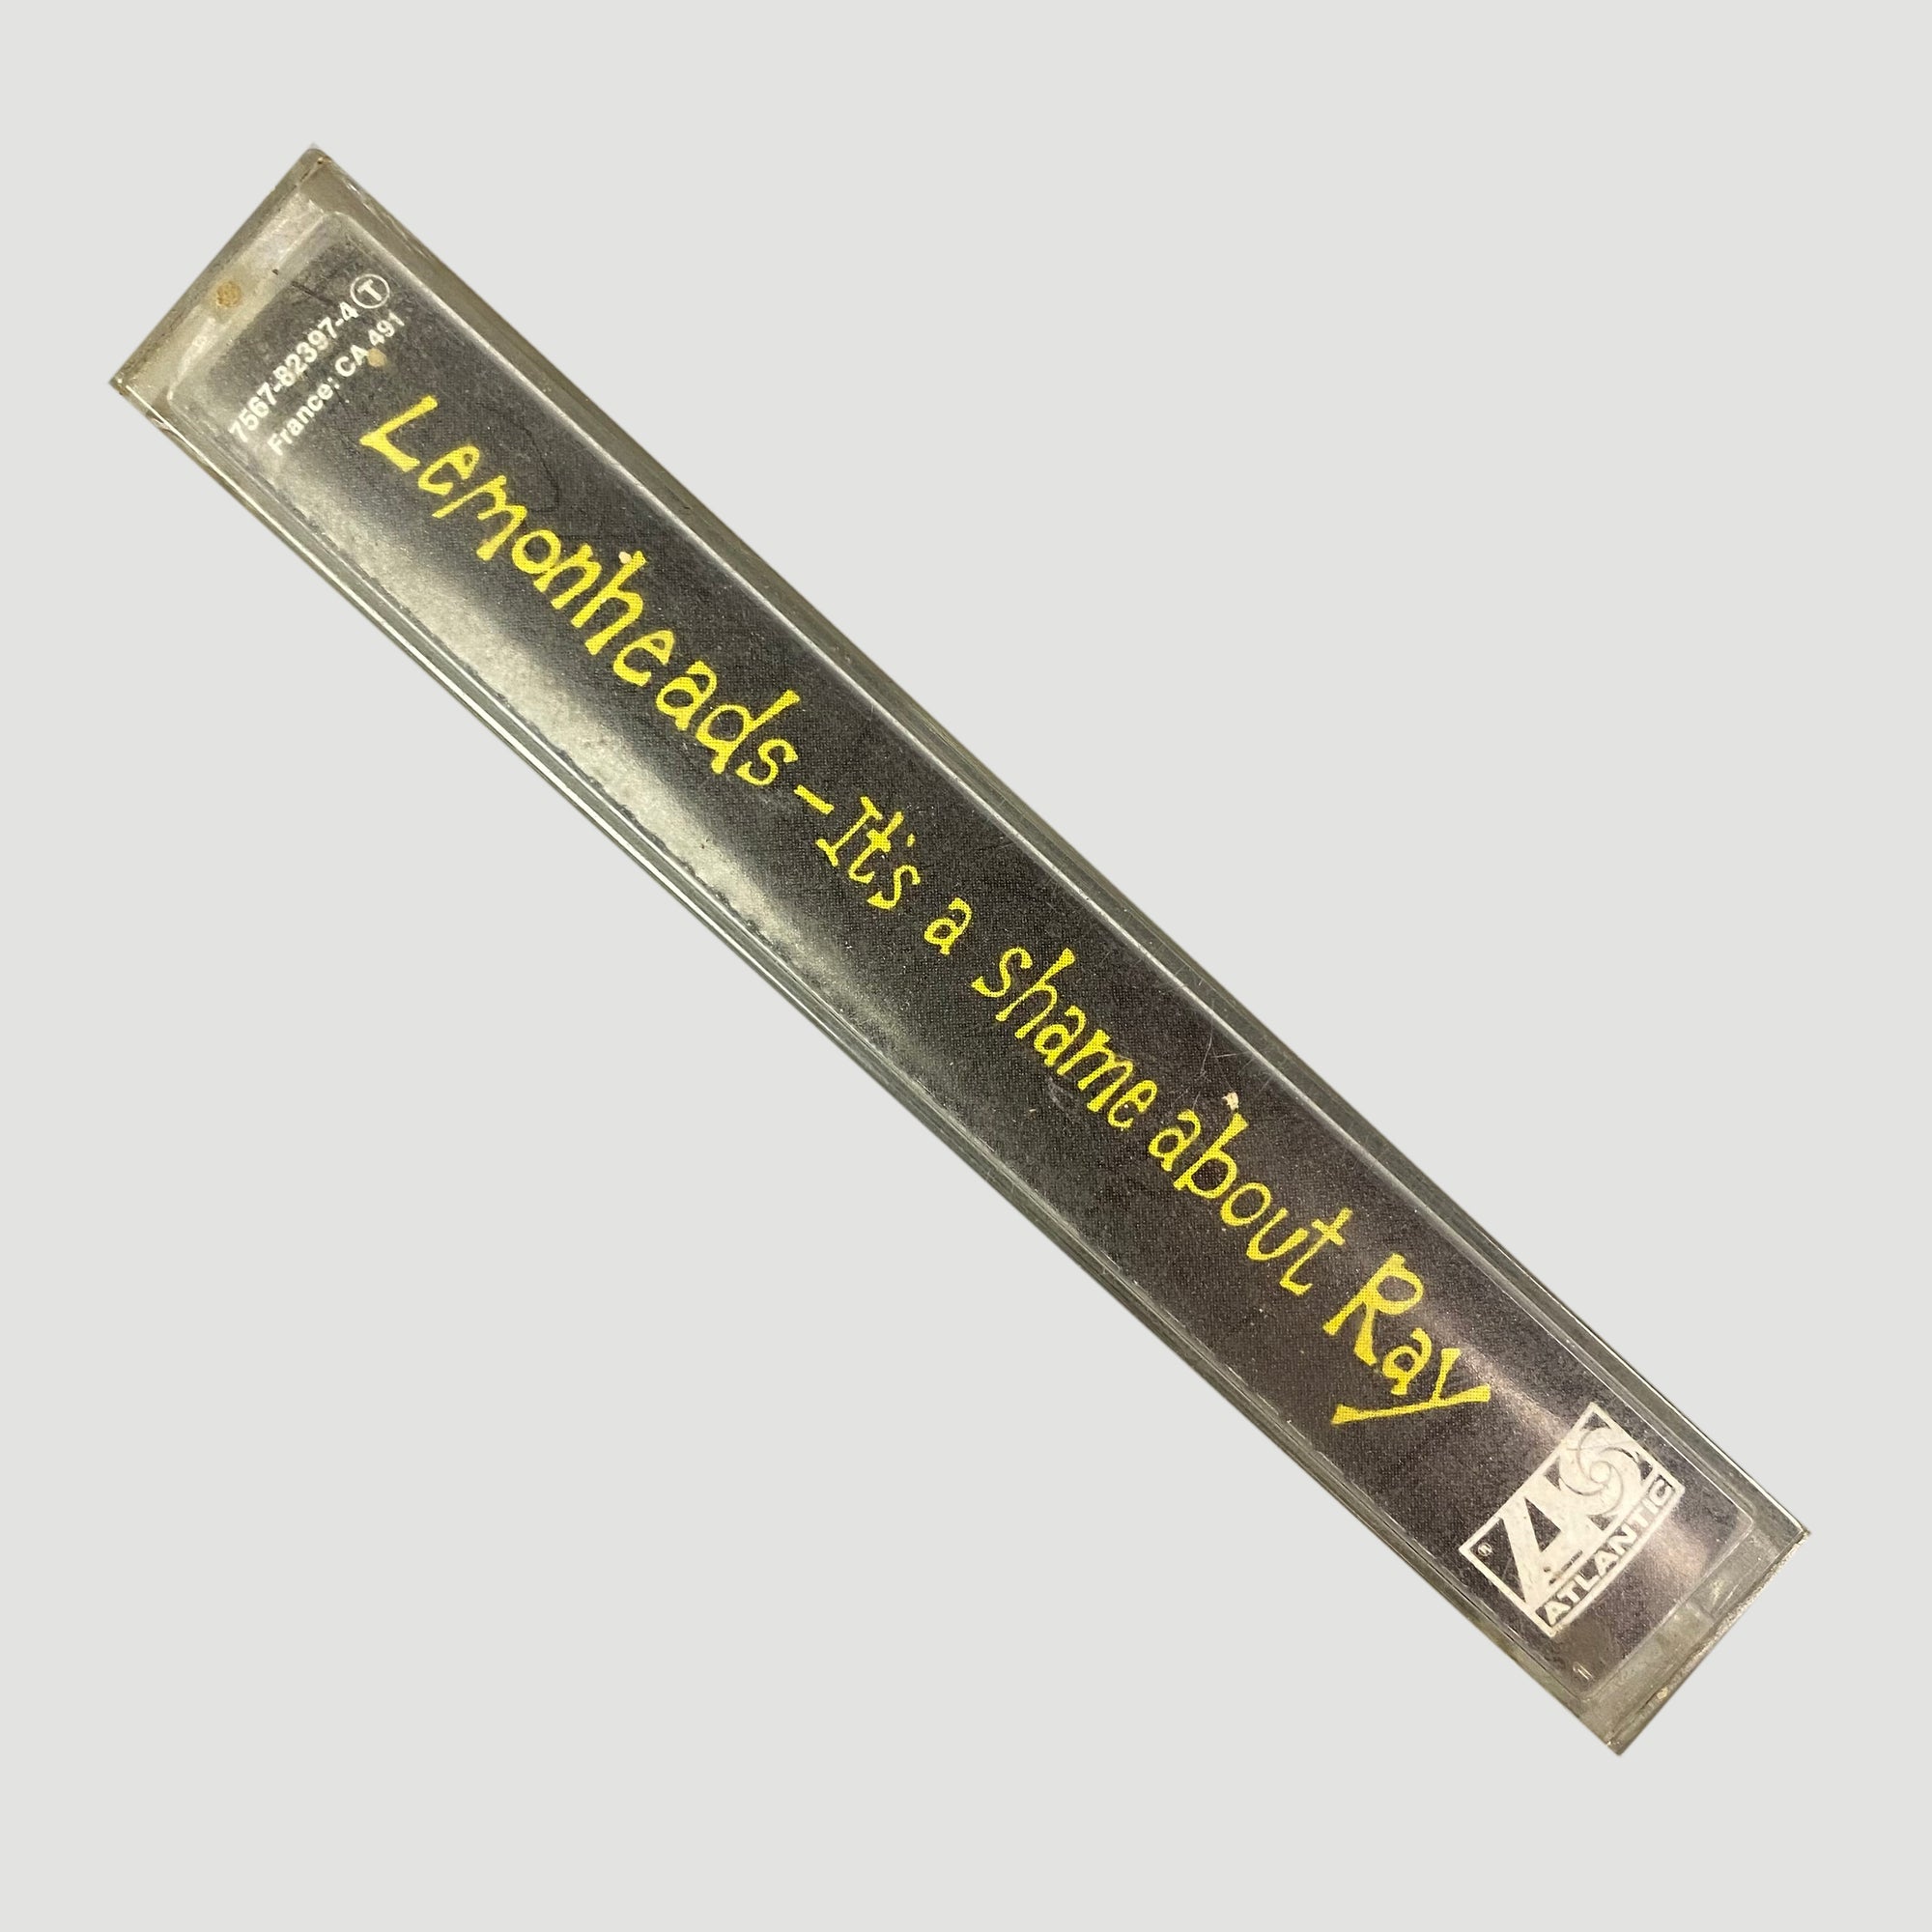 7567-82397-4 Ⓣ
France: CA 491
Lemonheads – It's a shame about Ray
®
ATLANTIC